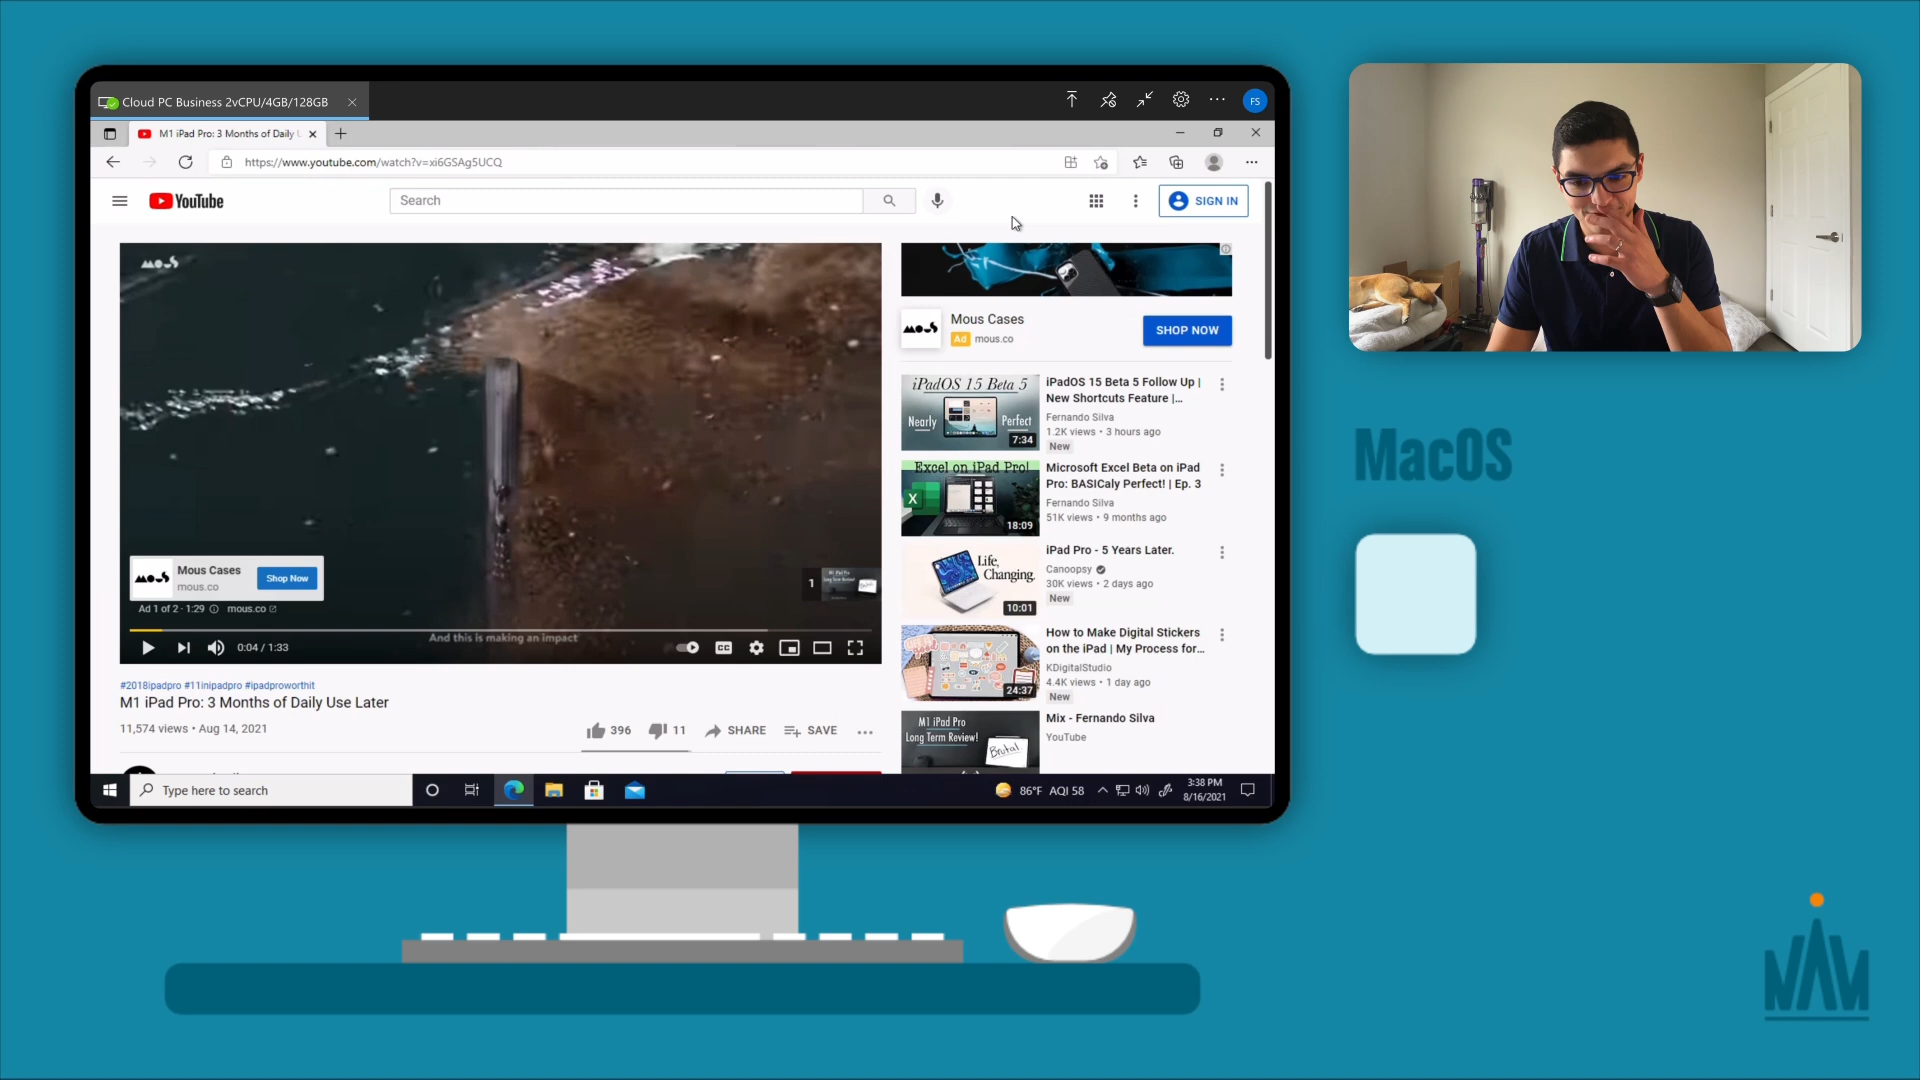 Cloud PC Business 2vCPU/4GB/128GB
FS
M1 iPad Pro: 3 Months of Daily U
https://www.youtube.com/watch?v=xi6GSAg5UCQ
YouTube
Search
SIGN IN
Mous Cases
Ad mous.co
SHOP NOW
iPadOS 15 Beta 5
Nearly Perfect
7:34
iPadOS 15 Beta 5 Follow Up |
New Shortcuts Feature |...
Fernando Silva
1.2K views • 3 hours ago
New
Excel on iPad Pro!
X
18:09
Microsoft Excel Beta on iPad
Pro: BASICaly Perfect! | Ep. 3
Fernando Silva
51K views • 9 months ago
Life,
Changing.
10:01
iPad Pro - 5 Years Later.
Canoopsy
30K views • 2 days ago
New
24:37
How to Make Digital Stickers
on the iPad | My Process for...
KDigitalStudio
4.4K views • 1 day ago
New
M1 iPad Pro
Long Term Review!
Brutal
Mix - Fernando Silva
YouTube
Mous Cases
mous.co
Shop Now
Ad 1 of 2 · 1:29 mous.co
1
And this is making an impact
0:04 / 1:33
CC
#2018ipadpro #11inipadpro #ipadproworthit
M1 iPad Pro: 3 Months of Daily Use Later
11,574 views • Aug 14, 2021
396
11
SHARE
SAVE
Type here to search
86°F AQI 58
3:38 PM
8/16/2021
MacOS